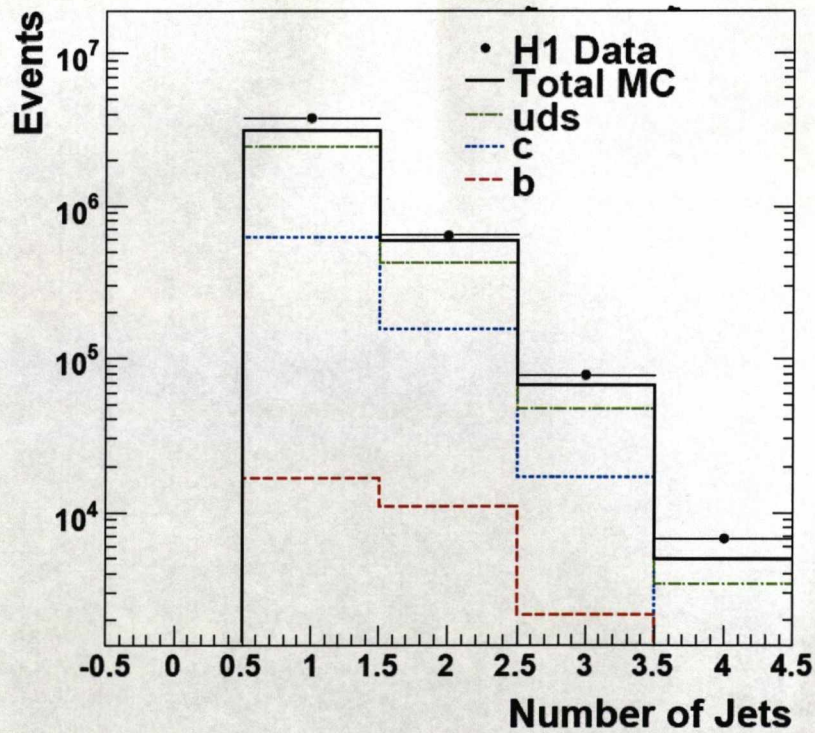 Events
10⁷
10⁶
10⁵
10⁴
H1 Data
Total MC
uds
c
b
-0.5 0 0.5 1 1.5 2 2.5 3 3.5 4 4.5
Number of Jets